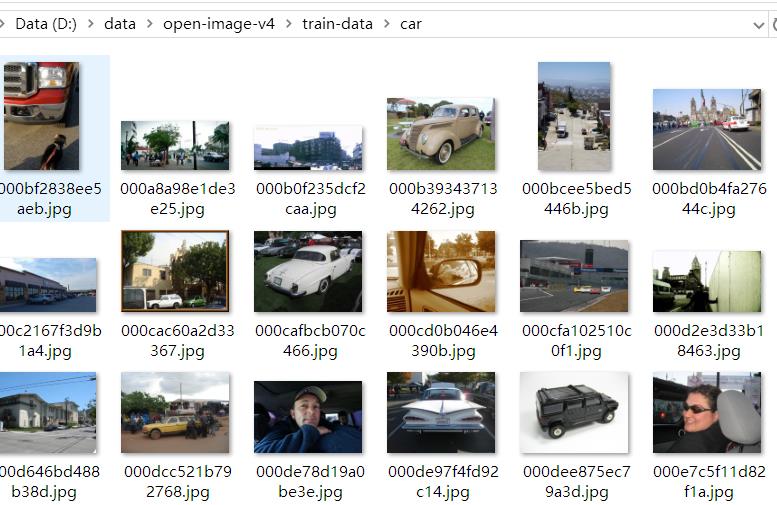 Data (D:) > data > open-image-v4 > train-data > car
000bf2838ee5
aeb.jpg
000a8a98e1de3
e25.jpg
000b0f235dcf2
caa.jpg
000b39343713
4262.jpg
000bcee5bed5
446b.jpg
000bd0b4fa276
44c.jpg
00c2167f3d9b
1a4.jpg
000cac60a2d33
367.jpg
000cafbcb070c
466.jpg
000cd0b046e4
390b.jpg
000cfa102510c
0f1.jpg
000d2e3d33b1
8463.jpg
00d646bd488
b38d.jpg
000dcc521b79
2768.jpg
000de78d19a0
be3e.jpg
000de97f4fd92
c14.jpg
000dee875ec7
9a3d.jpg
000e7c5f11d82
f1a.jpg